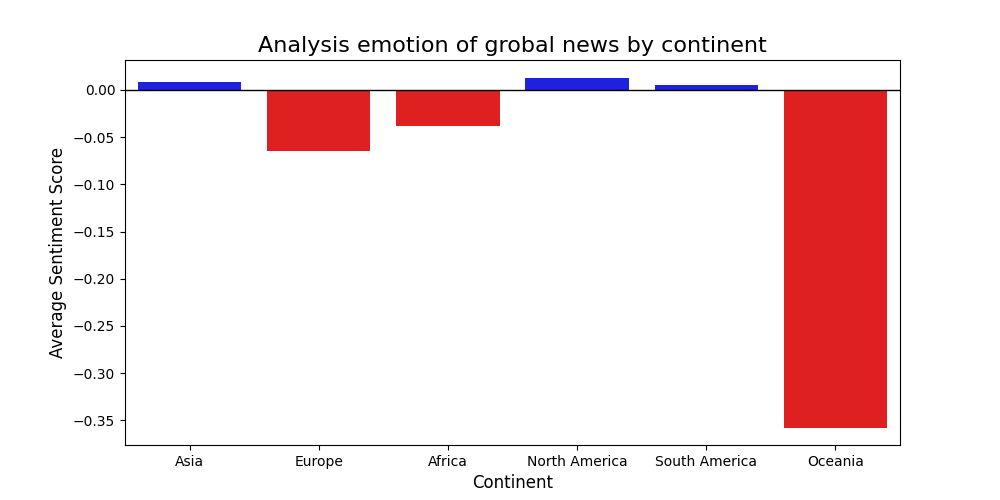 Analysis emotion of grobal news by continent
Average Sentiment Score
0.00
−0.05
−0.10
−0.15
−0.20
−0.25
−0.30
−0.35
Asia Europe Africa North America South America Oceania
Continent